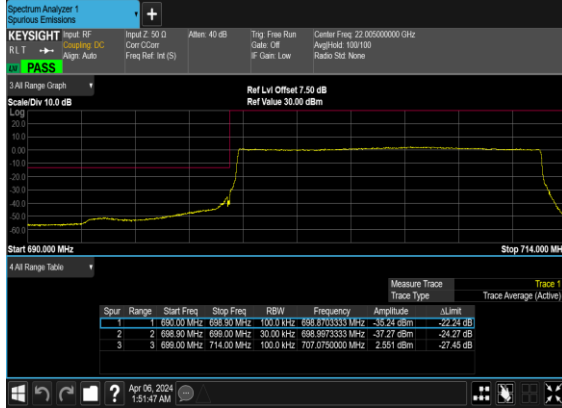 Spectrum Analyzer 1
Spurious Emissions
+
KEYSIGHT
Input: RF
Coupling: DC
Align: Auto
Input Z: 50 Ω
Corr CCorr
Freq Ref: Int (S)
Atten: 40 dB
Trig: Free Run
Gate: Off
IF Gain: Low
Center Freq: 22.005000000 GHz
Avg|Hold: 100/100
Radio Std: None
R L T
PASS
3 All Range Graph
Ref Lvl Offset 7.50 dB
Scale/Div 10.0 dB
Ref Value 30.00 dBm
Log
20.0
10.0
0.00
-10.0
-20.0
-30.0
-40.0
-50.0
-60.0
Start 690.000 MHz
Stop 714.000 MH
4 All Range Table
Measure Trace Trace 1
Trace Type Trace Average (Active)
Spur Range Start Freq Stop Freq RBW Frequency Amplitude ΔLimit
1 1 690.00 MHz 698.90 MHz 100.0 kHz 698.8703333 MHz -35.24 dBm -22.24 dB
2 2 698.90 MHz 699.00 MHz 30.00 kHz 698.9973333 MHz -37.27 dBm -24.27 dB
3 3 699.00 MHz 714.00 MHz 100.0 kHz 707.0750000 MHz 2.551 dBm -27.45 dB
?
Apr 06, 2024
1:51:47 AM